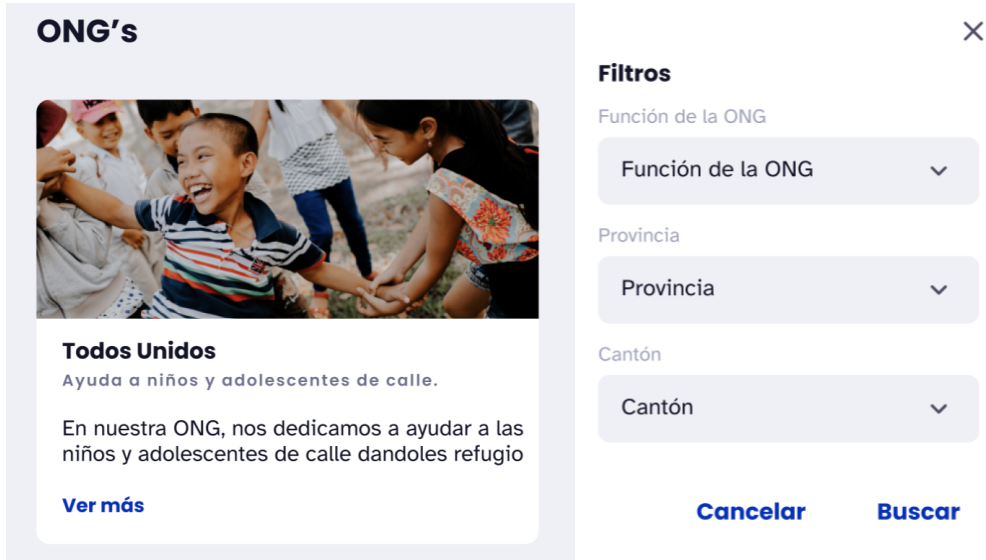 ONG’s
Todos Unidos
Ayuda a niños y adolescentes de calle.
En nuestra ONG, nos dedicamos a ayudar a las
niños y adolescentes de calle dandoles refugio
Ver más
Filtros
Función de la ONG
Función de la ONG
Provincia
Provincia
Cantón
Cantón
Cancelar Buscar